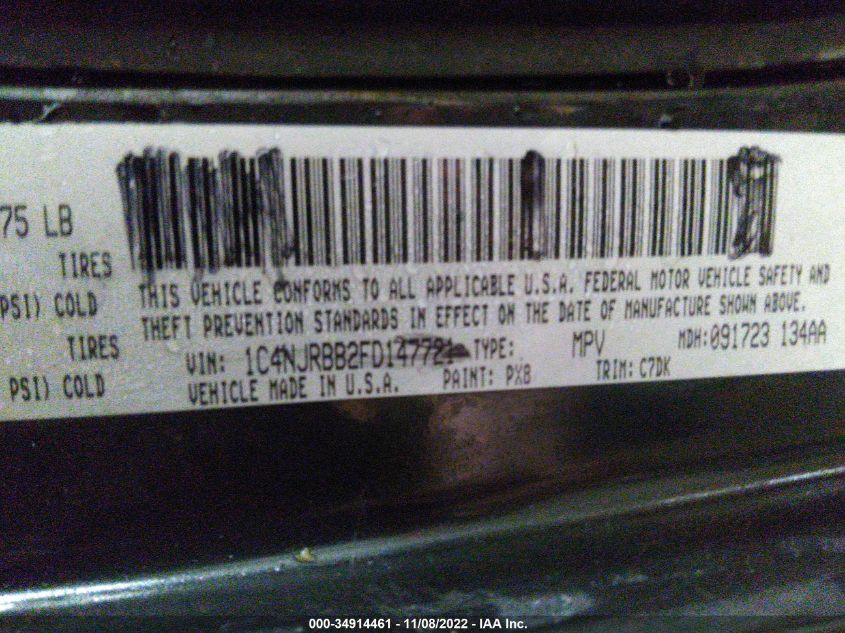 75 LB
TIRES
PSI) COLD
TIRES
PSI) COLD
THIS VEHICLE CONFORMS TO ALL APPLICABLE U.S.A. FEDERAL MOTOR VEHICLE SAFETY AND
THEFT PREVENTION STANDARDS IN EFFECT ON THE DATE OF MANUFACTURE SHOWN ABOVE.
VIN: TYPE: MPV MDH:091723 134AA
VEHICLE MADE IN U.S.A. PAINT: PX8 TRIM: C7DK
000-34914461 - 11/08/2022 - IAA Inc.